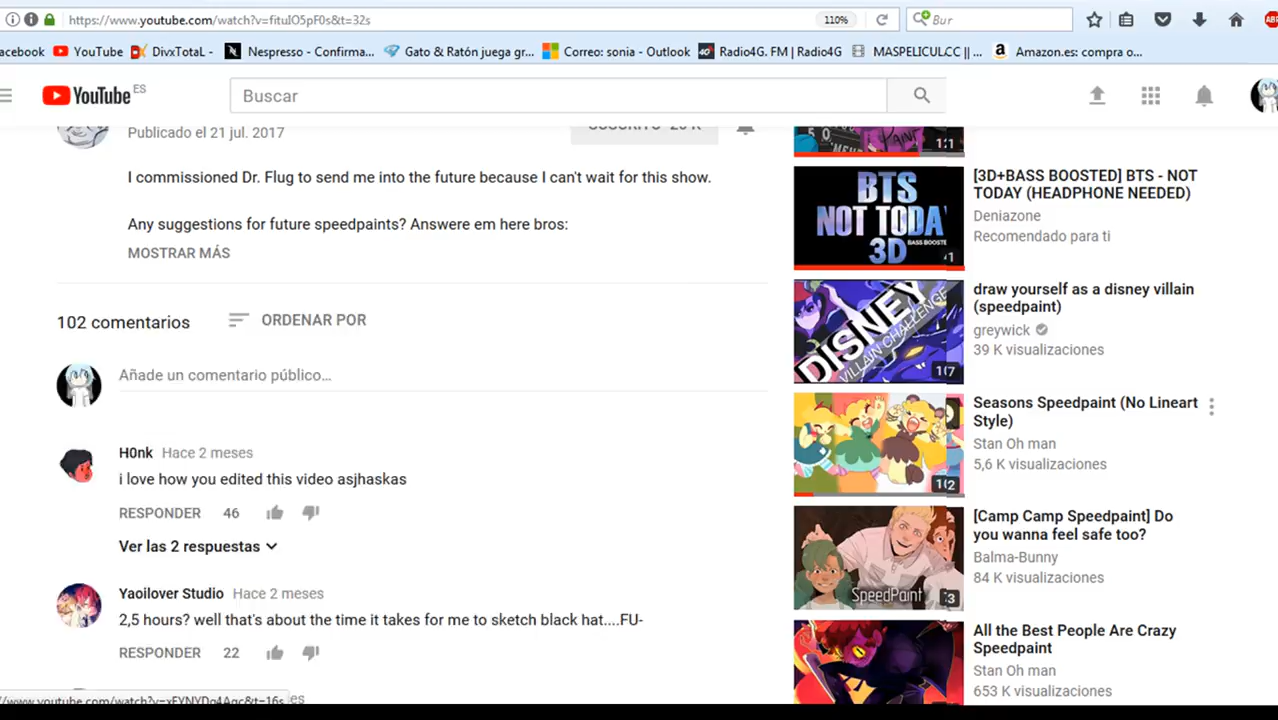 https://www.youtube.com/watch?v=fituIO5pF0s&t=32s
110%
Bur
acebook
YouTube
DivxTotaL -
Nespresso - Confirma...
Gato & Ratón juega gr...
Correo: sonia - Outlook
Radio4G. FM | Radio4G
MASPELICUL.CC || ...
Amazon.es: compra o...
YouTube ES
Buscar
Publicado el 21 jul. 2017
I commissioned Dr. Flug to send me into the future because I can't wait for this show.
Any suggestions for future speedpaints? Answere em here bros:
MOSTRAR MÁS
102 comentarios
ORDENAR POR
Añade un comentario público...
H0nk Hace 2 meses
i love how you edited this video asjhaskas
RESPONDER 46
Ver las 2 respuestas
Yaoilover Studio Hace 2 meses
2,5 hours? well that's about the time it takes for me to sketch black hat....FU-
RESPONDER 22
BTS
NOT TODA
3D
BASS BOOSTE
[3D+BASS BOOSTED] BTS - NOT
TODAY (HEADPHONE NEEDED)
Deniazone
Recomendado para ti
DISNEY
VILLAIN CHALLENGE
draw yourself as a disney villain
(speedpaint)
greywick
39 K visualizaciones
Seasons Speedpaint (No Lineart
Style)
Stan Oh man
5,6 K visualizaciones
SpeedPaint
[Camp Camp Speedpaint] Do
you wanna feel safe too?
Balma-Bunny
84 K visualizaciones
All the Best People Are Crazy
Speedpaint
Stan Oh man
653 K visualizaciones